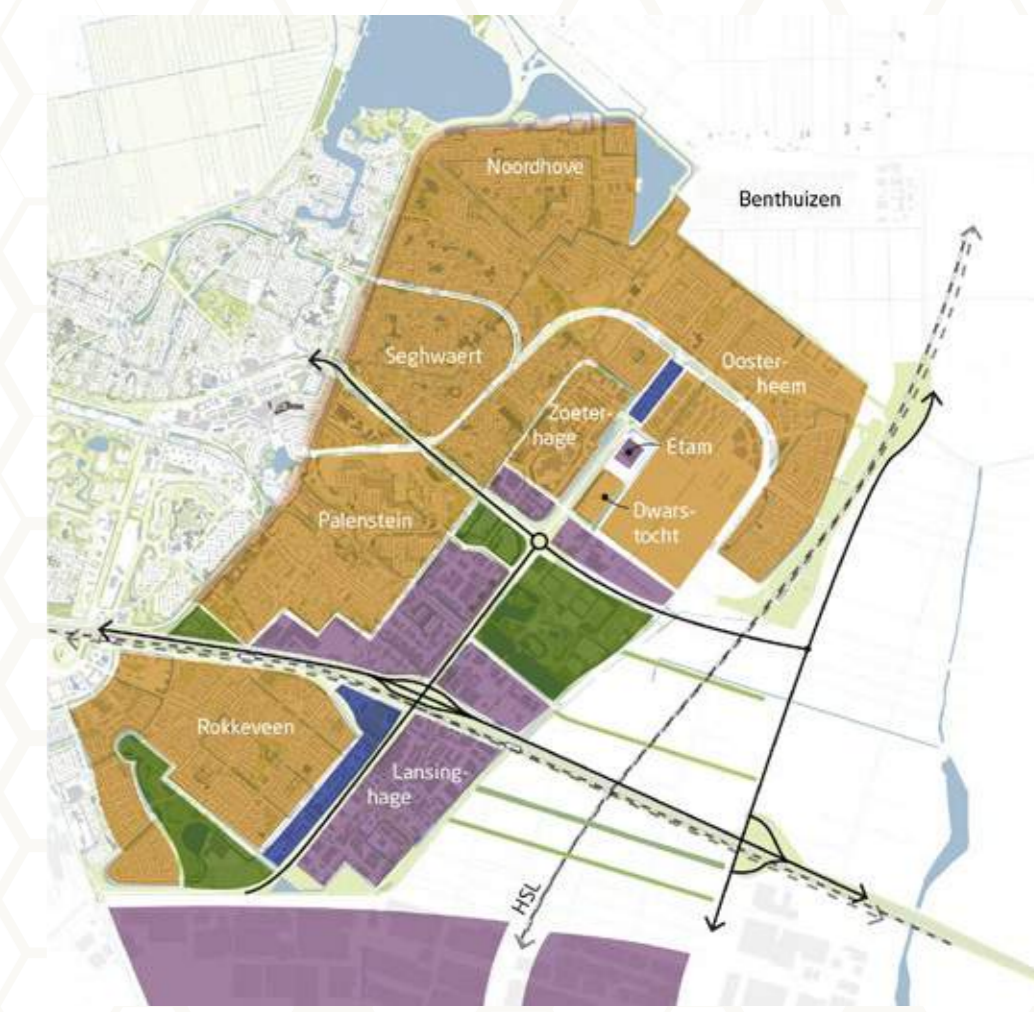 Noordhove
Benthuizen
Seghwaert
Ooster-
heem
Zoeter-
hage
Etam
Palenstein
Dwars-
tocht
Rokkeveen
Lansing-
hage
HSL